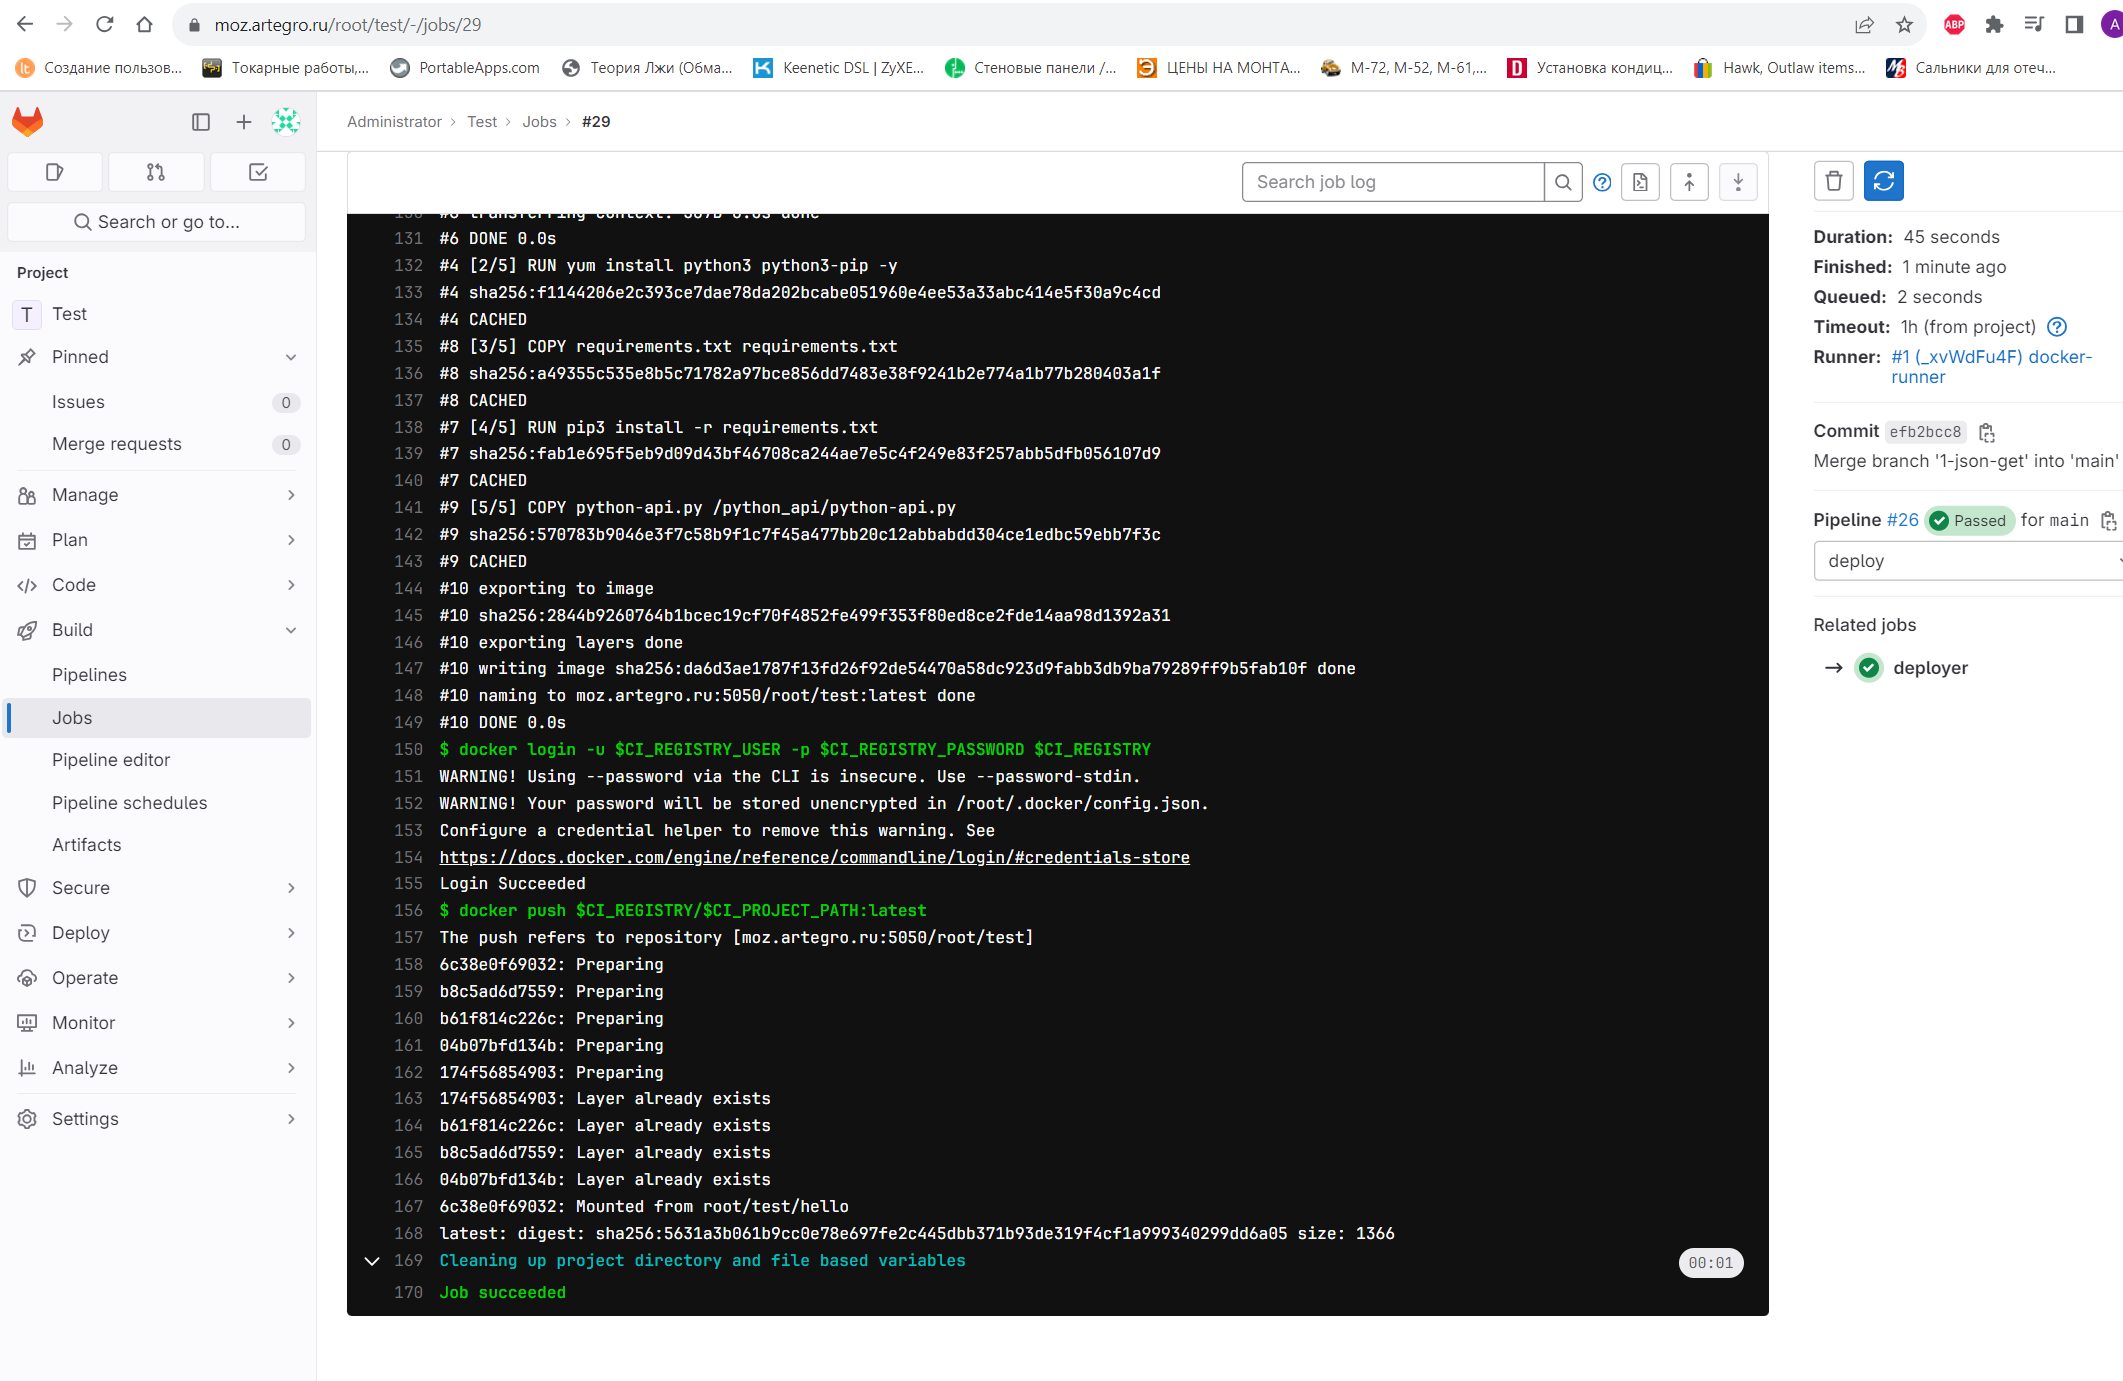 moz.artegro.ru/root/test/-/jobs/29
ABP
A
Создание пользов...
Токарные работы,...
PortableApps.com
Теория Лжи (Обма...
Keenetic DSL | ZyXE...
Стеновые панели /...
ЦЕНЫ НА МОНТА...
М-72, М-52, М-61,...
Установка кондиц...
Hawk, Outlaw items...
Сальники для отеч...
Administrator > Test > Jobs > #29
Search or go to...
Project
T Test
Pinned
Issues 0
Merge requests 0
Manage
Plan
Code
Build
Pipelines
Jobs
Pipeline editor
Pipeline schedules
Artifacts
Secure
Deploy
Operate
Monitor
Analyze
Settings
Search job log
131 #6 DONE 0.0s
132 #4 [2/5] RUN yum install python3 python3-pip -y
133 #4 sha256:f1144206e2c393ce7dae78da202bcabe051960e4ee53a33abc414e5f30a9c4cd
134 #4 CACHED
135 #8 [3/5] COPY requirements.txt requirements.txt
136 #8 sha256:a49355c535e8b5c71782a97bce856dd7483e38f9241b2e774a1b77b280403a1f
137 #8 CACHED
138 #7 [4/5] RUN pip3 install -r requirements.txt
139 #7 sha256:fab1e695f5eb9d09d43bf46708ca244ae7e5c4f249e83f257abb5dfb056107d9
140 #7 CACHED
141 #9 [5/5] COPY python-api.py /python_api/python-api.py
142 #9 sha256:570783b9046e3f7c58b9f1c7f45a477bb20c12abbabdd304ce1edbc59ebb7f3c
143 #9 CACHED
144 #10 exporting to image
145 #10 sha256:2844b9260764b1bcec19cf70f4852fe499f353f80ed8ce2fde14aa98d1392a31
146 #10 exporting layers done
147 #10 writing image sha256:da6d3ae1787f13fd26f92de54470a58dc923d9fabb3db9ba79289ff9b5fab10f done
148 #10 naming to moz.artegro.ru:5050/root/test:latest done
149 #10 DONE 0.0s
150 $ docker login -u $CI_REGISTRY_USER -p $CI_REGISTRY_PASSWORD $CI_REGISTRY
151 WARNING! Using --password via the CLI is insecure. Use --password-stdin.
152 WARNING! Your password will be stored unencrypted in /root/.docker/config.json.
153 Configure a credential helper to remove this warning. See
154 https://docs.docker.com/engine/reference/commandline/login/#credentials-store
155 Login Succeeded
156 $ docker push $CI_REGISTRY/$CI_PROJECT_PATH:latest
157 The push refers to repository [moz.artegro.ru:5050/root/test]
158 6c38e0f69032: Preparing
159 b8c5ad6d7559: Preparing
160 b61f814c226c: Preparing
161 04b07bfd134b: Preparing
162 174f56854903: Preparing
163 174f56854903: Layer already exists
164 b61f814c226c: Layer already exists
165 b8c5ad6d7559: Layer already exists
166 04b07bfd134b: Layer already exists
167 6c38e0f69032: Mounted from root/test/hello
168 latest: digest: sha256:5631a3b061b9cc0e78e697fe2c445dbb371b93de319f4cf1a999340299dd6a05 size: 1366
169 Cleaning up project directory and file based variables 00:01
170 Job succeeded
Duration: 45 seconds
Finished: 1 minute ago
Queued: 2 seconds
Timeout: 1h (from project)
Runner: #1 (_xvWdFu4F) docker-
runner
Commit efb2bcc8
Merge branch '1-json-get' into 'main'
Pipeline #26 Passed for main
deploy
Related jobs
→ deployer